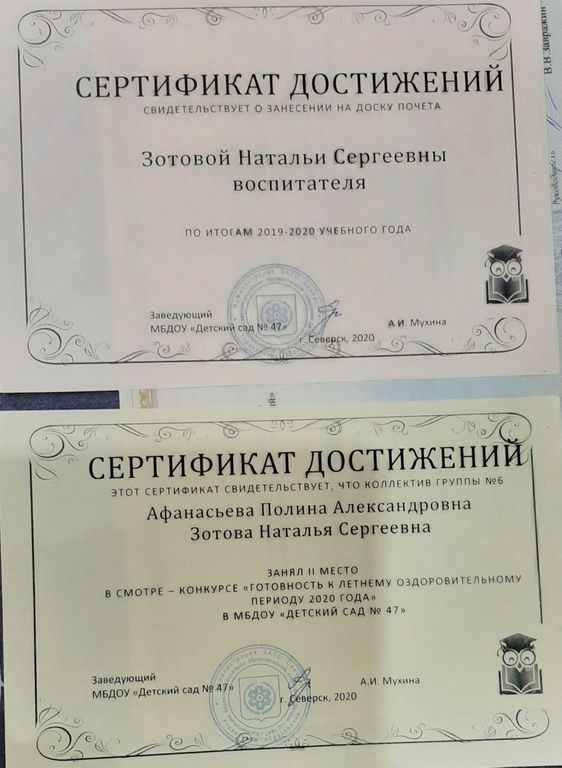 СЕРТИФИКАТ ДОСТИЖЕНИЙ
СВИДЕТЕЛЬСТВУЕТ О ЗАНЕСЕНИИ НА ДОСКУ ПОЧЕТА
Зотовой Натальи Сергеевны
воспитателя
ПО ИТОГАМ 2019-2020 УЧЕБНОГО ГОДА
Заведующий
МБДОУ «Детский сад № 47»
А.И. Мухина
г. Северск, 2020
В.В.Завражин
Руководитель
СЕРТИФИКАТ ДОСТИЖЕНИЙ
ЭТОТ СЕРТИФИКАТ СВИДЕТЕЛЬСТВУЕТ, ЧТО КОЛЛЕКТИВ ГРУППЫ №6
Афанасьева Полина Александровна
Зотова Наталья Сергеевна
ЗАНЯЛ II МЕСТО
В СМОТРЕ – КОНКУРСЕ «ГОТОВНОСТЬ К ЛЕТНЕМУ ОЗДОРОВИТЕЛЬНОМУ
ПЕРИОДУ 2020 ГОДА»
В МБДОУ «ДЕТСКИЙ САД № 47»
Заведующий
МБДОУ «Детский сад № 47»
А.И. Мухина
г. Северск, 2020